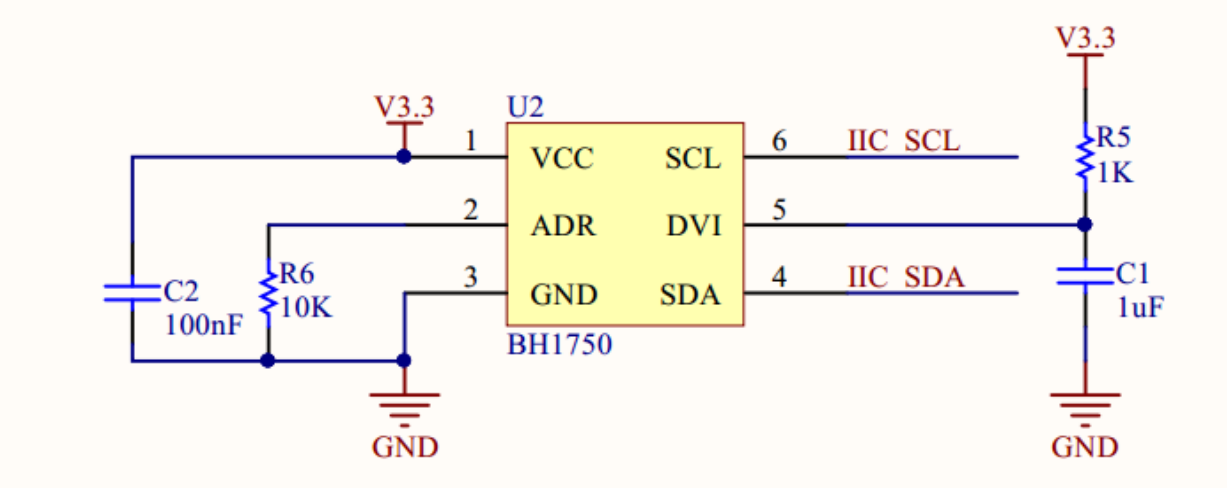 V3.3
V3.3
U2
1
VCC
SCL
6
IIC_SCL
R5
1K
2
ADR
DVI
5
R6
10K
C2
100nF
3
GND
SDA
4
IIC_SDA
C1
1uF
BH1750
GND
GND